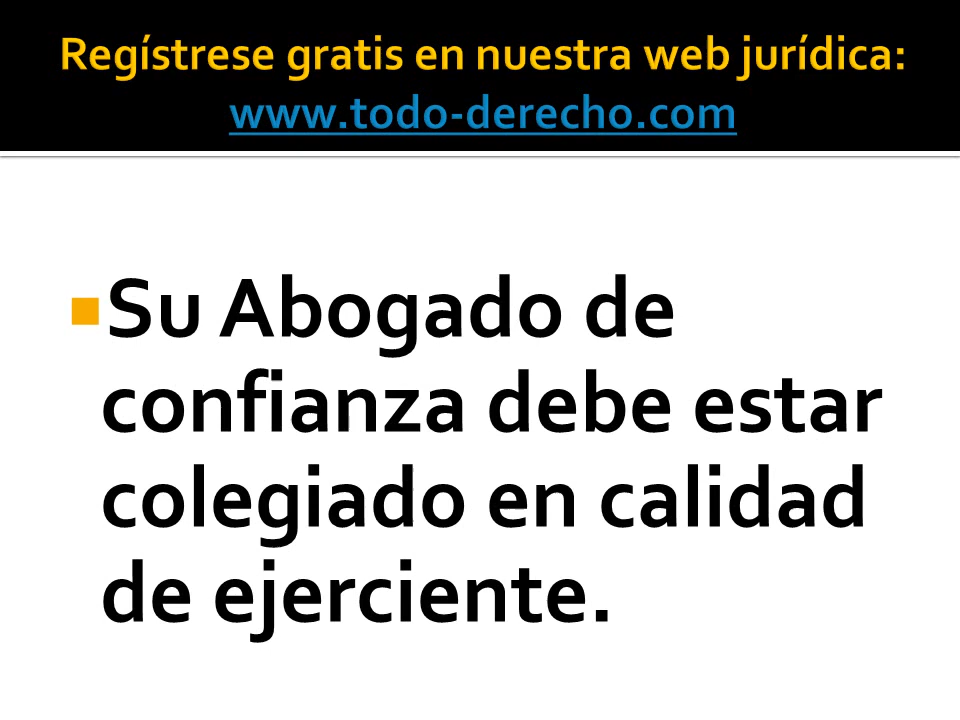 Regístrese gratis en nuestra web jurídica:
www.todo-derecho.com
Su Abogado de
confianza debe estar
colegiado en calidad
de ejerciente.